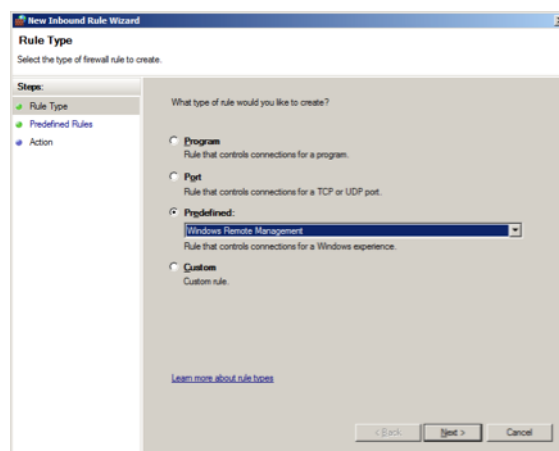 New Inbound Rule Wizard
Rule Type
Select the type of firewall rule to create.
Steps:
Rule Type
Predefined Rules
Action
What type of rule would you like to create?
Program
Rule that controls connections for a program.
Port
Rule that controls connections for a TCP or UDP port.
Predefined:
Windows Remote Management
Rule that controls connections for a Windows experience.
Custom
Custom rule.
Learn more about rule types
< Back
Next >
Cancel